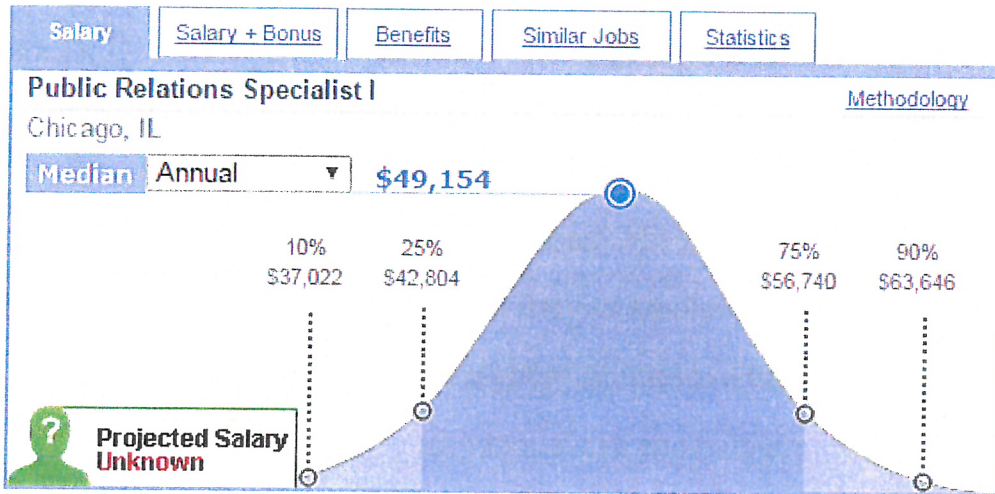 Salary Salary + Bonus Benefits Similar Jobs Statistics
Public Relations Specialist I
Methodology
Chicago, IL
Median Annual $49,154
10% 25% 75% 90%
$37,022 $42,804 $56,740 $63,646
?
Projected Salary
Unknown